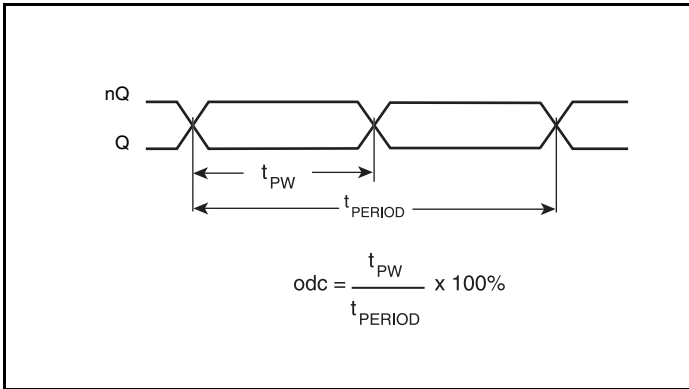 nQ
Q
tPW
tPERIOD
odc = tPW / tPERIOD x 100%